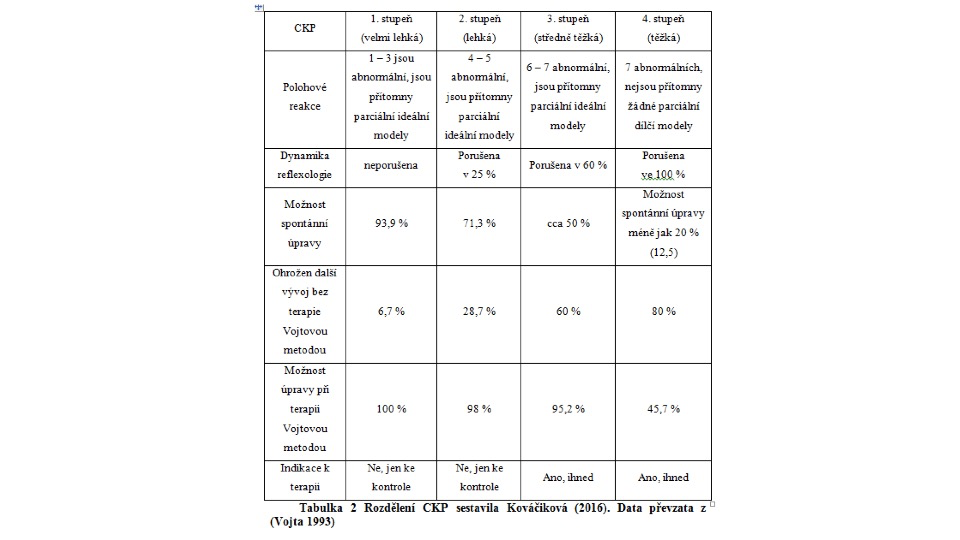 CKP
1. stupeň
(velmi lehká)
2. stupeň
(lehká)
3. stupeň
(středně těžká)
4. stupeň
(těžká)
Polohové
reakce
1 – 3 jsou
abnormální, jsou
přítomny
parciální ideální
modely
4 – 5
abnormální,
jsou přítomny
parciální
ideální modely
6 – 7 abnormální,
jsou přítomny
parciální ideální
modely
7 abnormálních,
nejsou přítomny
žádné parciální
dílčí modely
Dynamika
reflexologie
neporušena
Porušena
v 25 %
Porušena v 60 %
Porušena
ve 100 %
Možnost
spontánní
úpravy
93,9 %
71,3 %
cca 50 %
Možnost
spontánní úpravy
méně jak 20 %
(12,5)
Ohrožen další
vývoj bez
terapie
Vojtovou
metodou
6,7 %
28,7 %
60 %
80 %
Možnost
úpravy při
terapii
Vojtovou
metodou
100 %
98 %
95,2 %
45,7 %
Indikace k
terapii
Ne, jen ke
kontrole
Ne, jen ke
kontrole
Ano, ihned
Ano, ihned
Tabulka 2 Rozdělení CKP sestavila Kováčiková (2016). Data převzata z
(Vojta 1993)